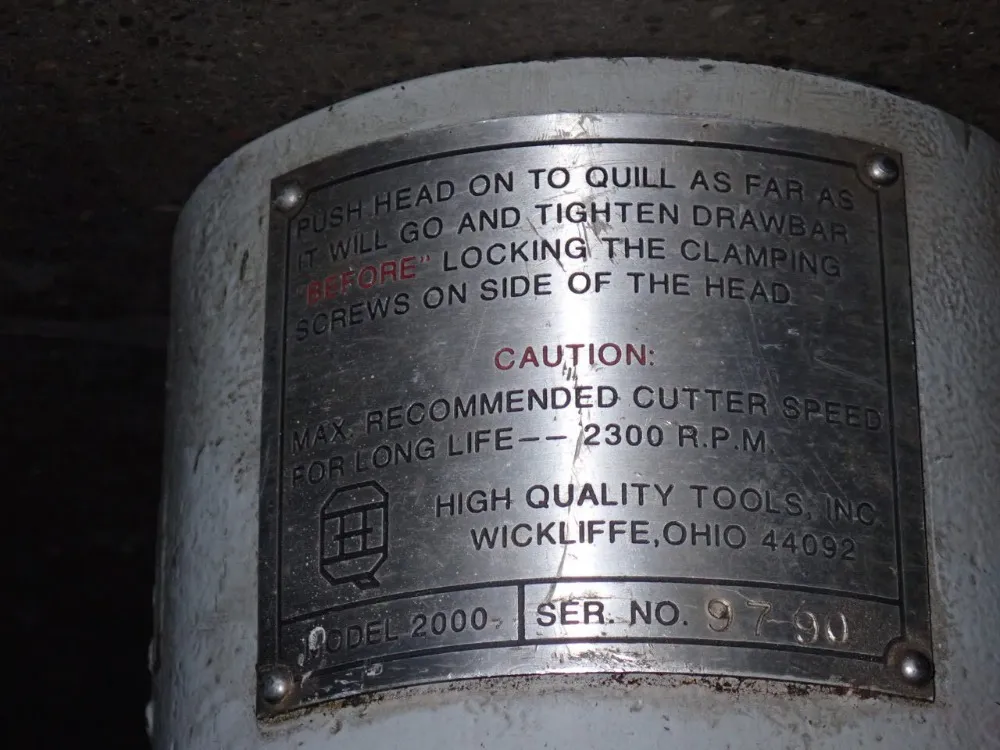 PUSH HEAD ON TO QUILL AS FAR AS
IT WILL GO AND TIGHTEN DRAWBAR
"BEFORE" LOCKING THE CLAMPING
SCREWS ON SIDE OF THE HEAD
CAUTION:
MAX. RECOMMENDED CUTTER SPEED
FOR LONG LIFE-- 2300 R.P.M.
HIGH QUALITY TOOLS, INC.
WICKLIFFE, OHIO 44092
MODEL 2000- SER. NO. 97-90